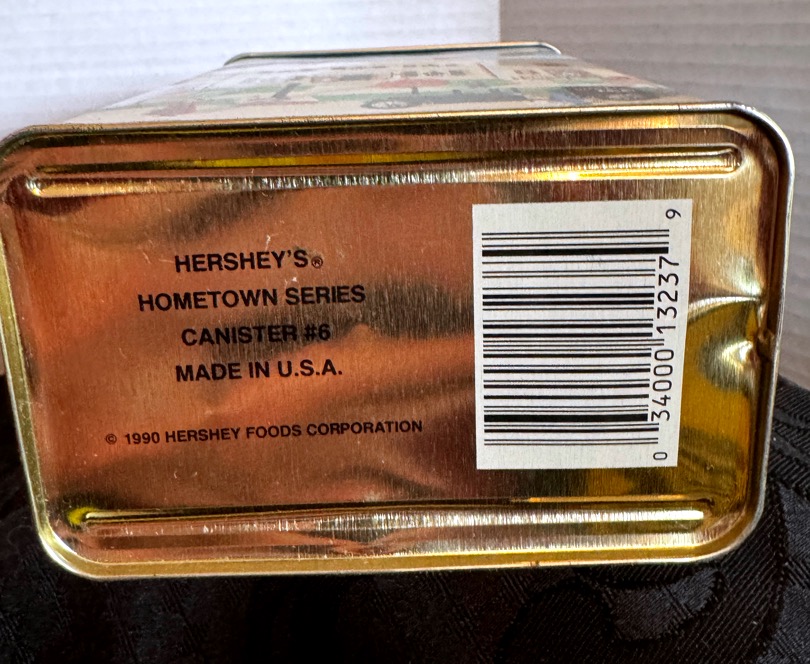 HERSHEY'S®
HOMETOWN SERIES
CANISTER #6
MADE IN U.S.A.
© 1990 HERSHEY FOODS CORPORATION
0 34000 13237 9